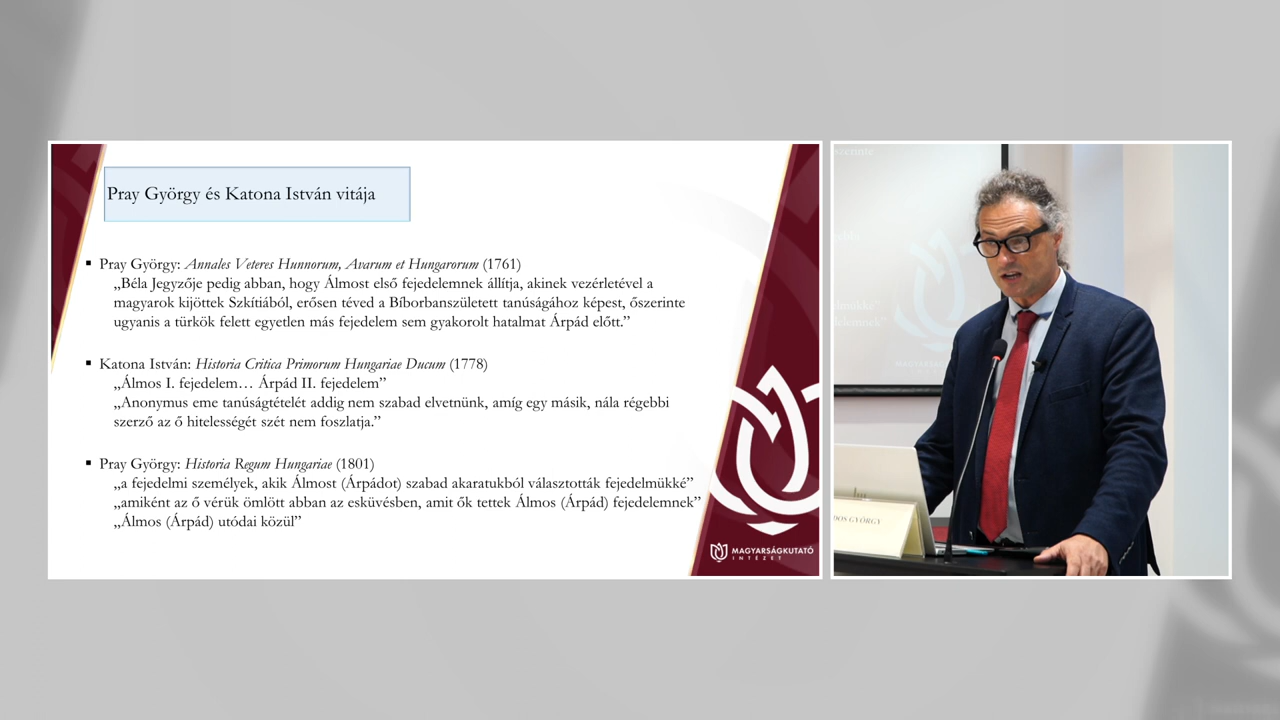 Pray György és Katona István vitája
▪ Pray György: Annales Veteres Hunnorum, Avarum et Hungarorum (1761)
„Béla Jegyzője pedig abban, hogy Álmost első fejedelemnek állítja, akinek vezérletével a
magyarok kijöttek Szkítiából, erősen téved a Bíborbanszületett tanúságához képest, őszerinte
ugyanis a türkök felett egyetlen más fejedelem sem gyakorolt hatalmat Árpád előtt.”
▪ Katona István: Historia Critica Primorum Hungariae Ducum (1778)
„Álmos I. fejedelem… Árpád II. fejedelem”
„Anonymusne tanúságtételét addig nem szabad elvetnünk, amíg egy másik, nála régebbi
szerző az ő hitelességét szét nem foszlatja.”
▪ Pray György: Historia Regum Hungariae (1801)
„a fejedelmi személyek, akik Álmost (Árpádot) szabad akaratukból választották fejedelmükké”
„amiként az ő vérük ömlött abban az esküvésben, amit ők tettek Álmos (Árpád) fejedelemnek”
„Álmos (Árpád) utódai közül”
MAGYARSÁGKUTATÓ
INTÉZET
szerinte
DOS GYÖRGY